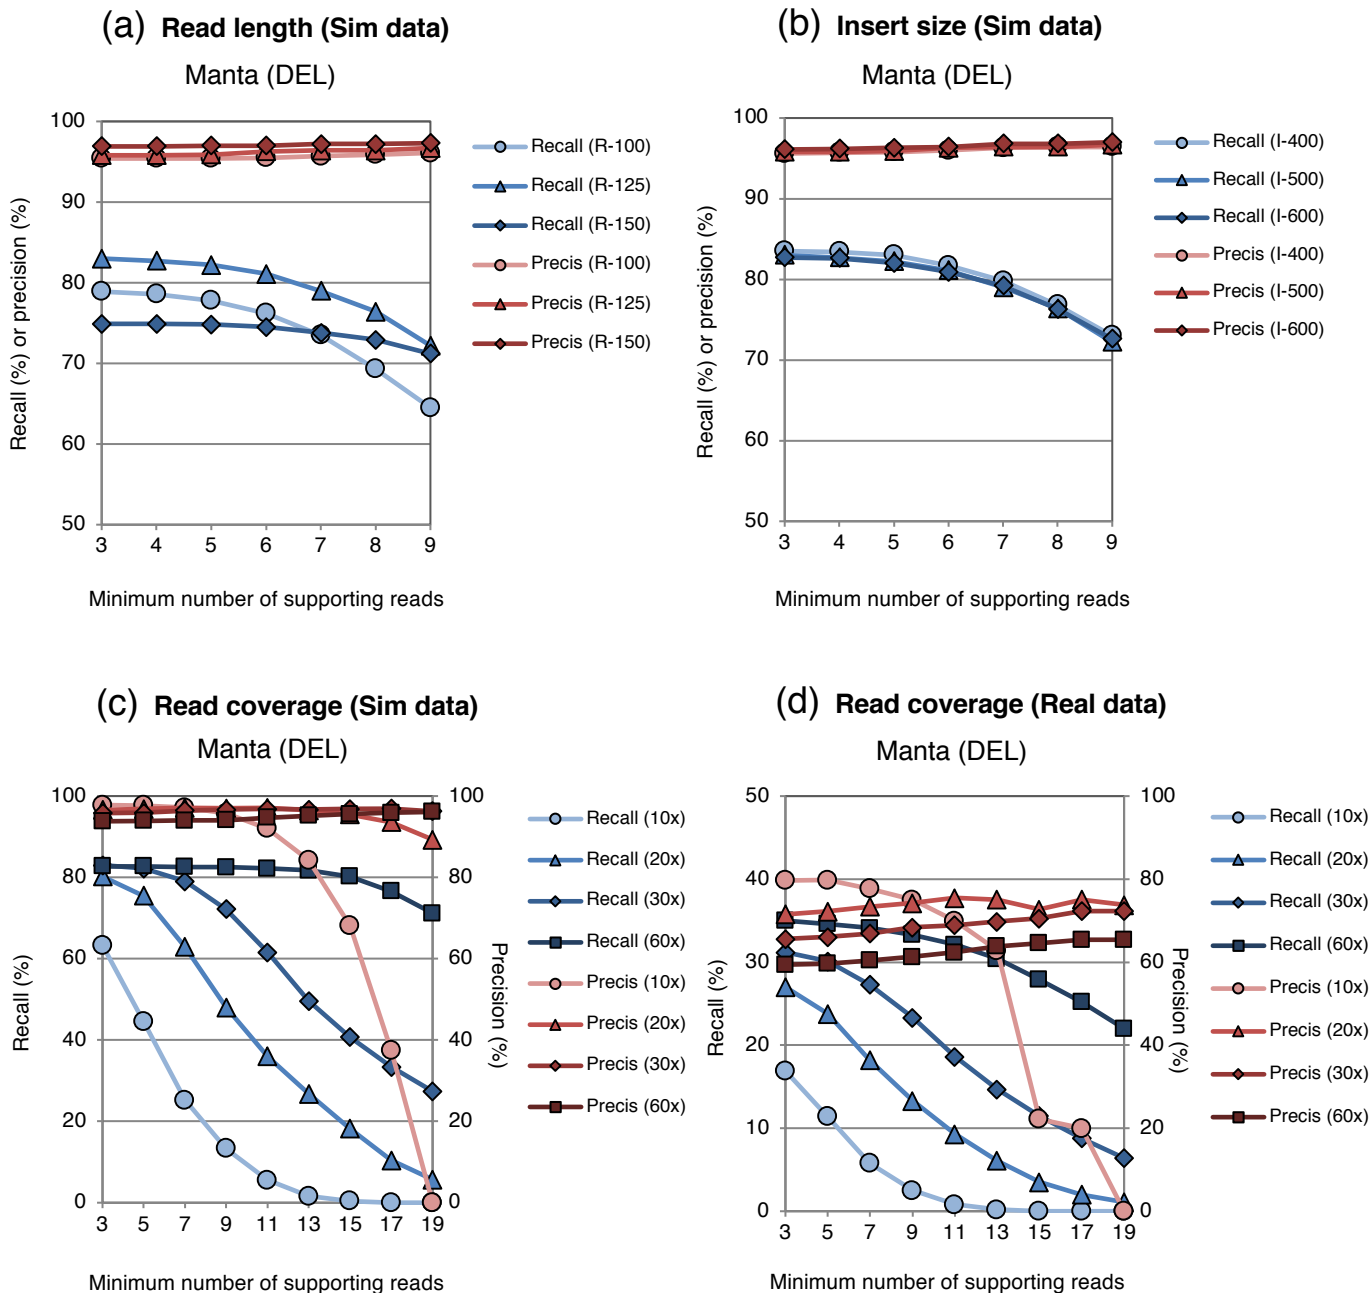 (a) Read length (Sim data)
Manta (DEL)
100
90
80
70
60
50
3 4 5 6 7 8 9
Recall (%) or precision (%)
Minimum number of supporting reads
Recall (R-100)
Recall (R-125)
Recall (R-150)
Precis (R-100)
Precis (R-125)
Precis (R-150)
(b) Insert size (Sim data)
Manta (DEL)
100
90
80
70
60
50
3 4 5 6 7 8 9
Recall (%) or precision (%)
Minimum number of supporting reads
Recall (I-400)
Recall (I-500)
Recall (I-600)
Precis (I-400)
Precis (I-500)
Precis (I-600)
(c) Read coverage (Sim data)
Manta (DEL)
100
80
60
40
20
0
Recall (%)
3 5 7 9 11 13 15 17 19
100
80
60
40
20
0
Precision (%)
Minimum number of supporting reads
Recall (10x)
Recall (20x)
Recall (30x)
Recall (60x)
Precis (10x)
Precis (20x)
Precis (30x)
Precis (60x)
(d) Read coverage (Real data)
Manta (DEL)
50
40
30
20
10
0
Recall (%)
3 5 7 9 11 13 15 17 19
100
80
60
40
20
0
Precision (%)
Minimum number of supporting reads
Recall (10x)
Recall (20x)
Recall (30x)
Recall (60x)
Precis (10x)
Precis (20x)
Precis (30x)
Precis (60x)